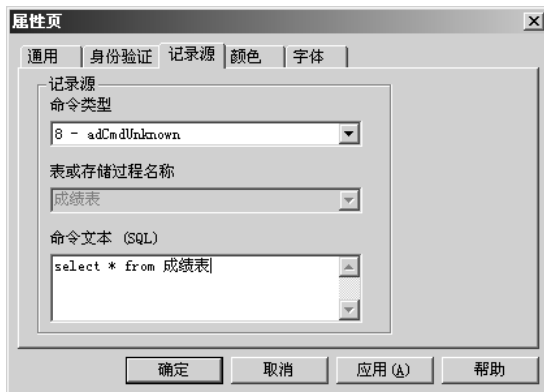 属性页
通用 身份验证 记录源 颜色 字体
记录源
命令类型
8 - adCmdUnknown
表或存储过程名称
成绩表
命令文本 (SQL)
select * from 成绩表
确定 取消 应用(A) 帮助